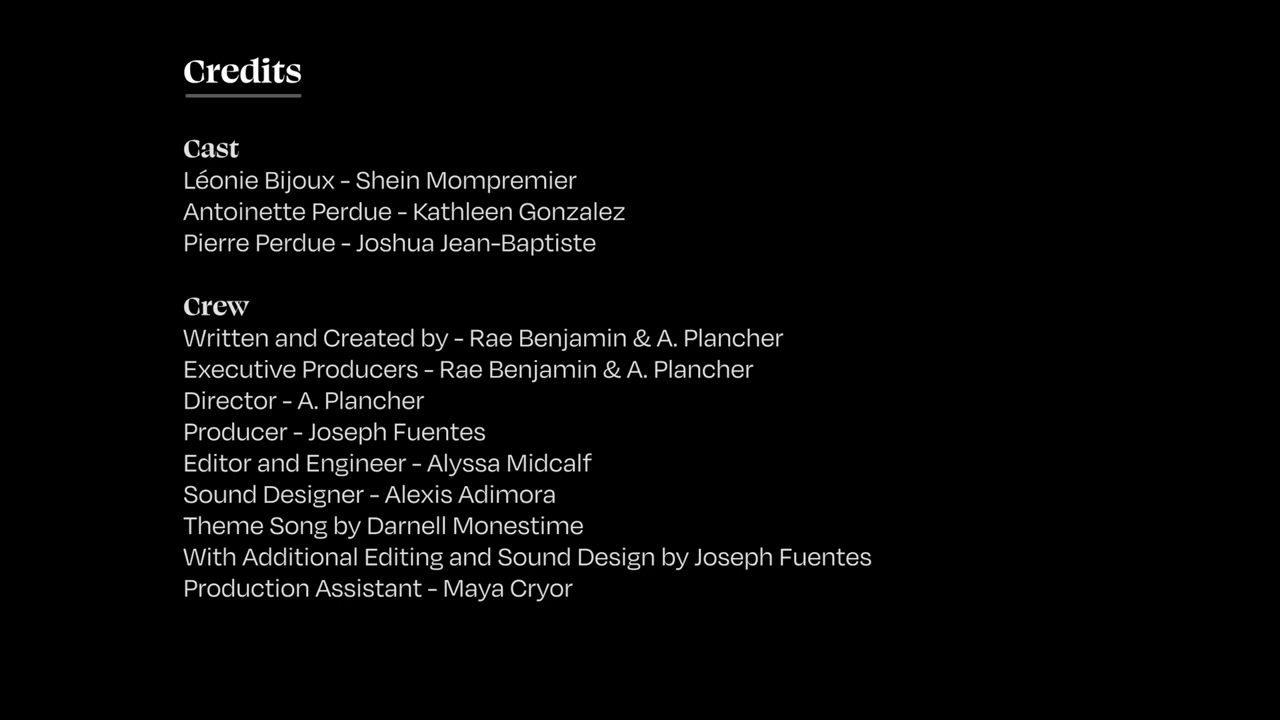 Credits
Cast
Léonie Bijoux - Shein Mompremier
Antoinette Perdue - Kathleen Gonzalez
Pierre Perdue - Joshua Jean-Baptiste
Crew
Written and Created by - Rae Benjamin & A. Plancher
Executive Producers - Rae Benjamin & A. Plancher
Director - A. Plancher
Producer - Joseph Fuentes
Editor and Engineer - Alyssa Midcalf
Sound Designer - Alexis Adimora
Theme Song by Darnell Monestime
With Additional Editing and Sound Design by Joseph Fuentes
Production Assistant - Maya Cryor